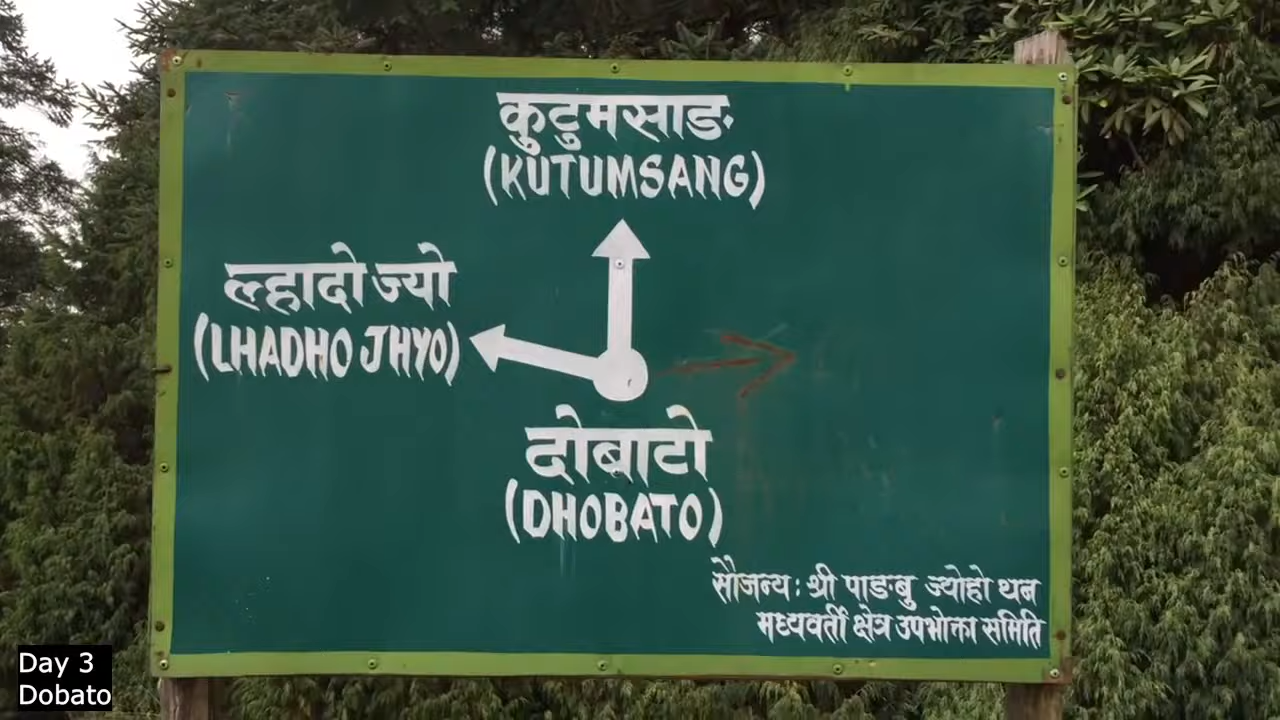 कुटुमसाङ
(KUTUMSANG)
ल्हादो ज्यो
(LHADHO JHYO)
दोबाटो
(DHOBATO)
सौजन्य: श्री पाङबु ज्योहो थन
मध्यवर्ती क्षेत्र उपभोक्ता समिति
Day 3
Dobato